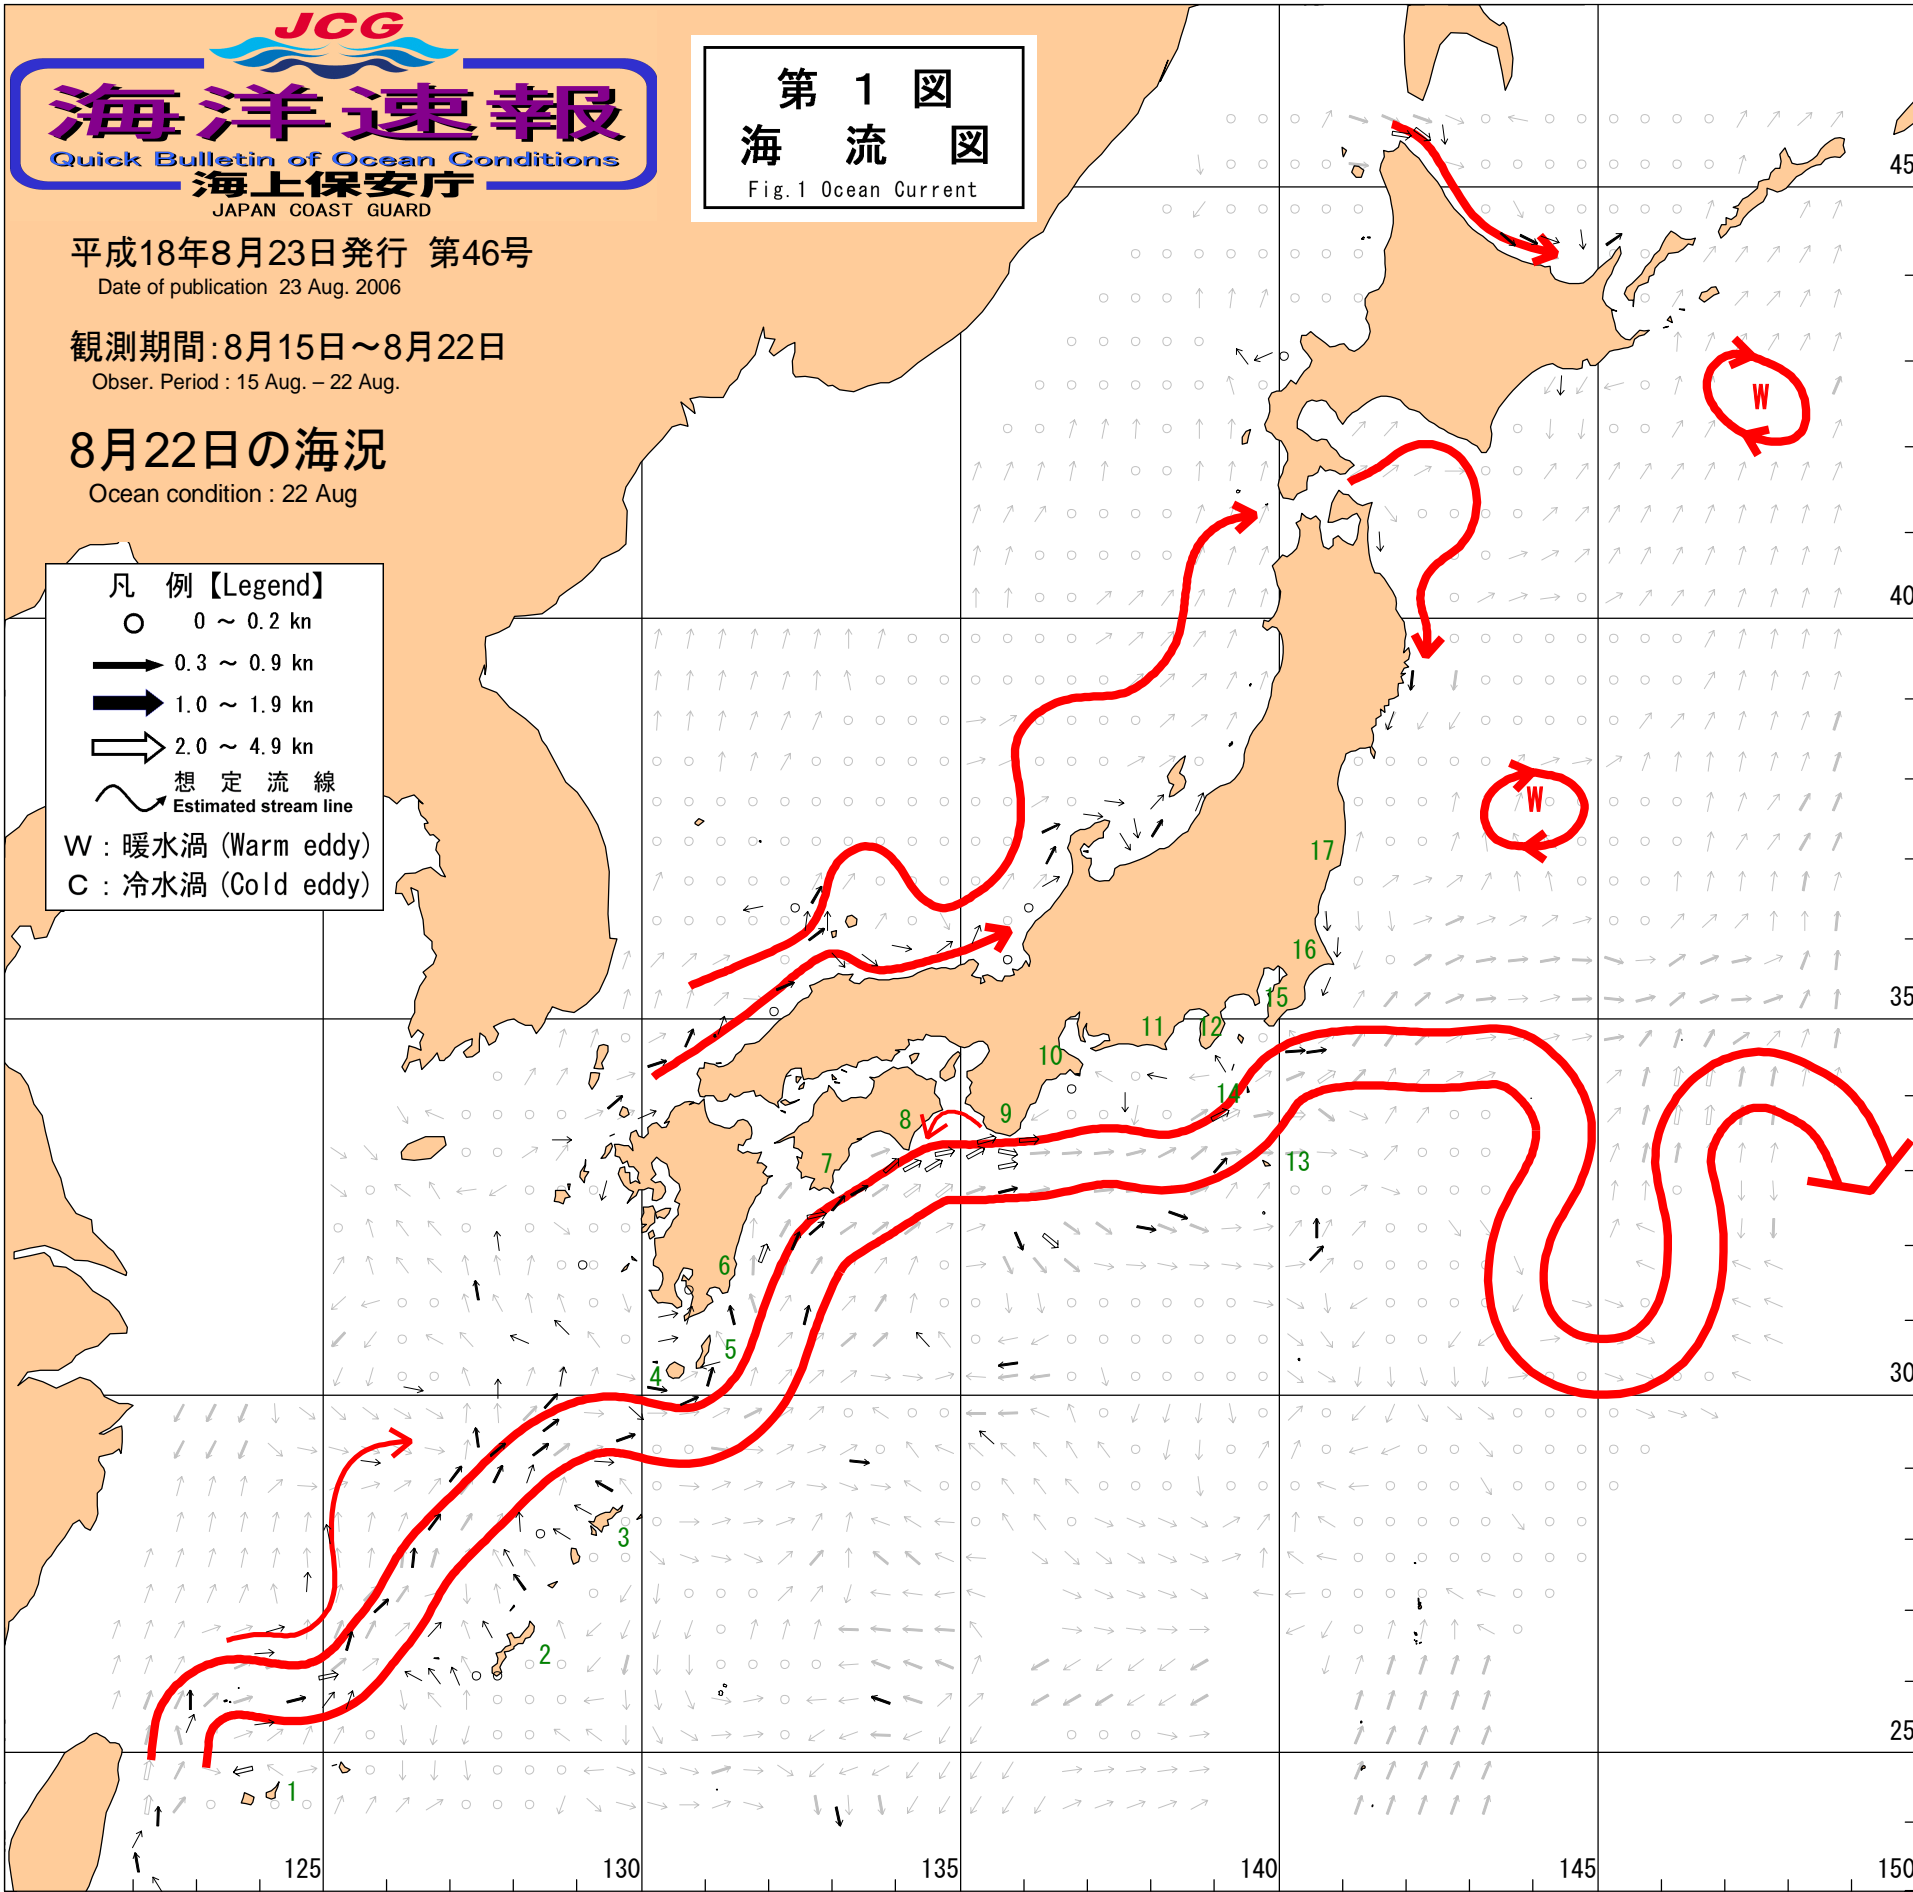 JCG
海洋速報
Quick Bulletin of Ocean Conditions
海上保安庁
JAPAN COAST GUARD
平成18年8月23日発行 第46号
Date of publication 23 Aug. 2006
観測期間:8月15日～8月22日
Obser. Period : 15 Aug. – 22 Aug.
8月22日の海況
Ocean condition : 22 Aug
第 1 図
海 流 図
Fig.1 Ocean Current
凡 例【Legend】
0 ～ 0.2 kn
0.3 ～ 0.9 kn
1.0 ～ 1.9 kn
2.0 ～ 4.9 kn
想 定 流 線
Estimated stream line
W : 暖水渦 (Warm eddy)
C : 冷水渦 (Cold eddy)
45
W
40
W
17
16
35
15
12
11
10
14
9
8
13
7
6
5
4
30
3
2
25
1
125
130
135
140
145
150